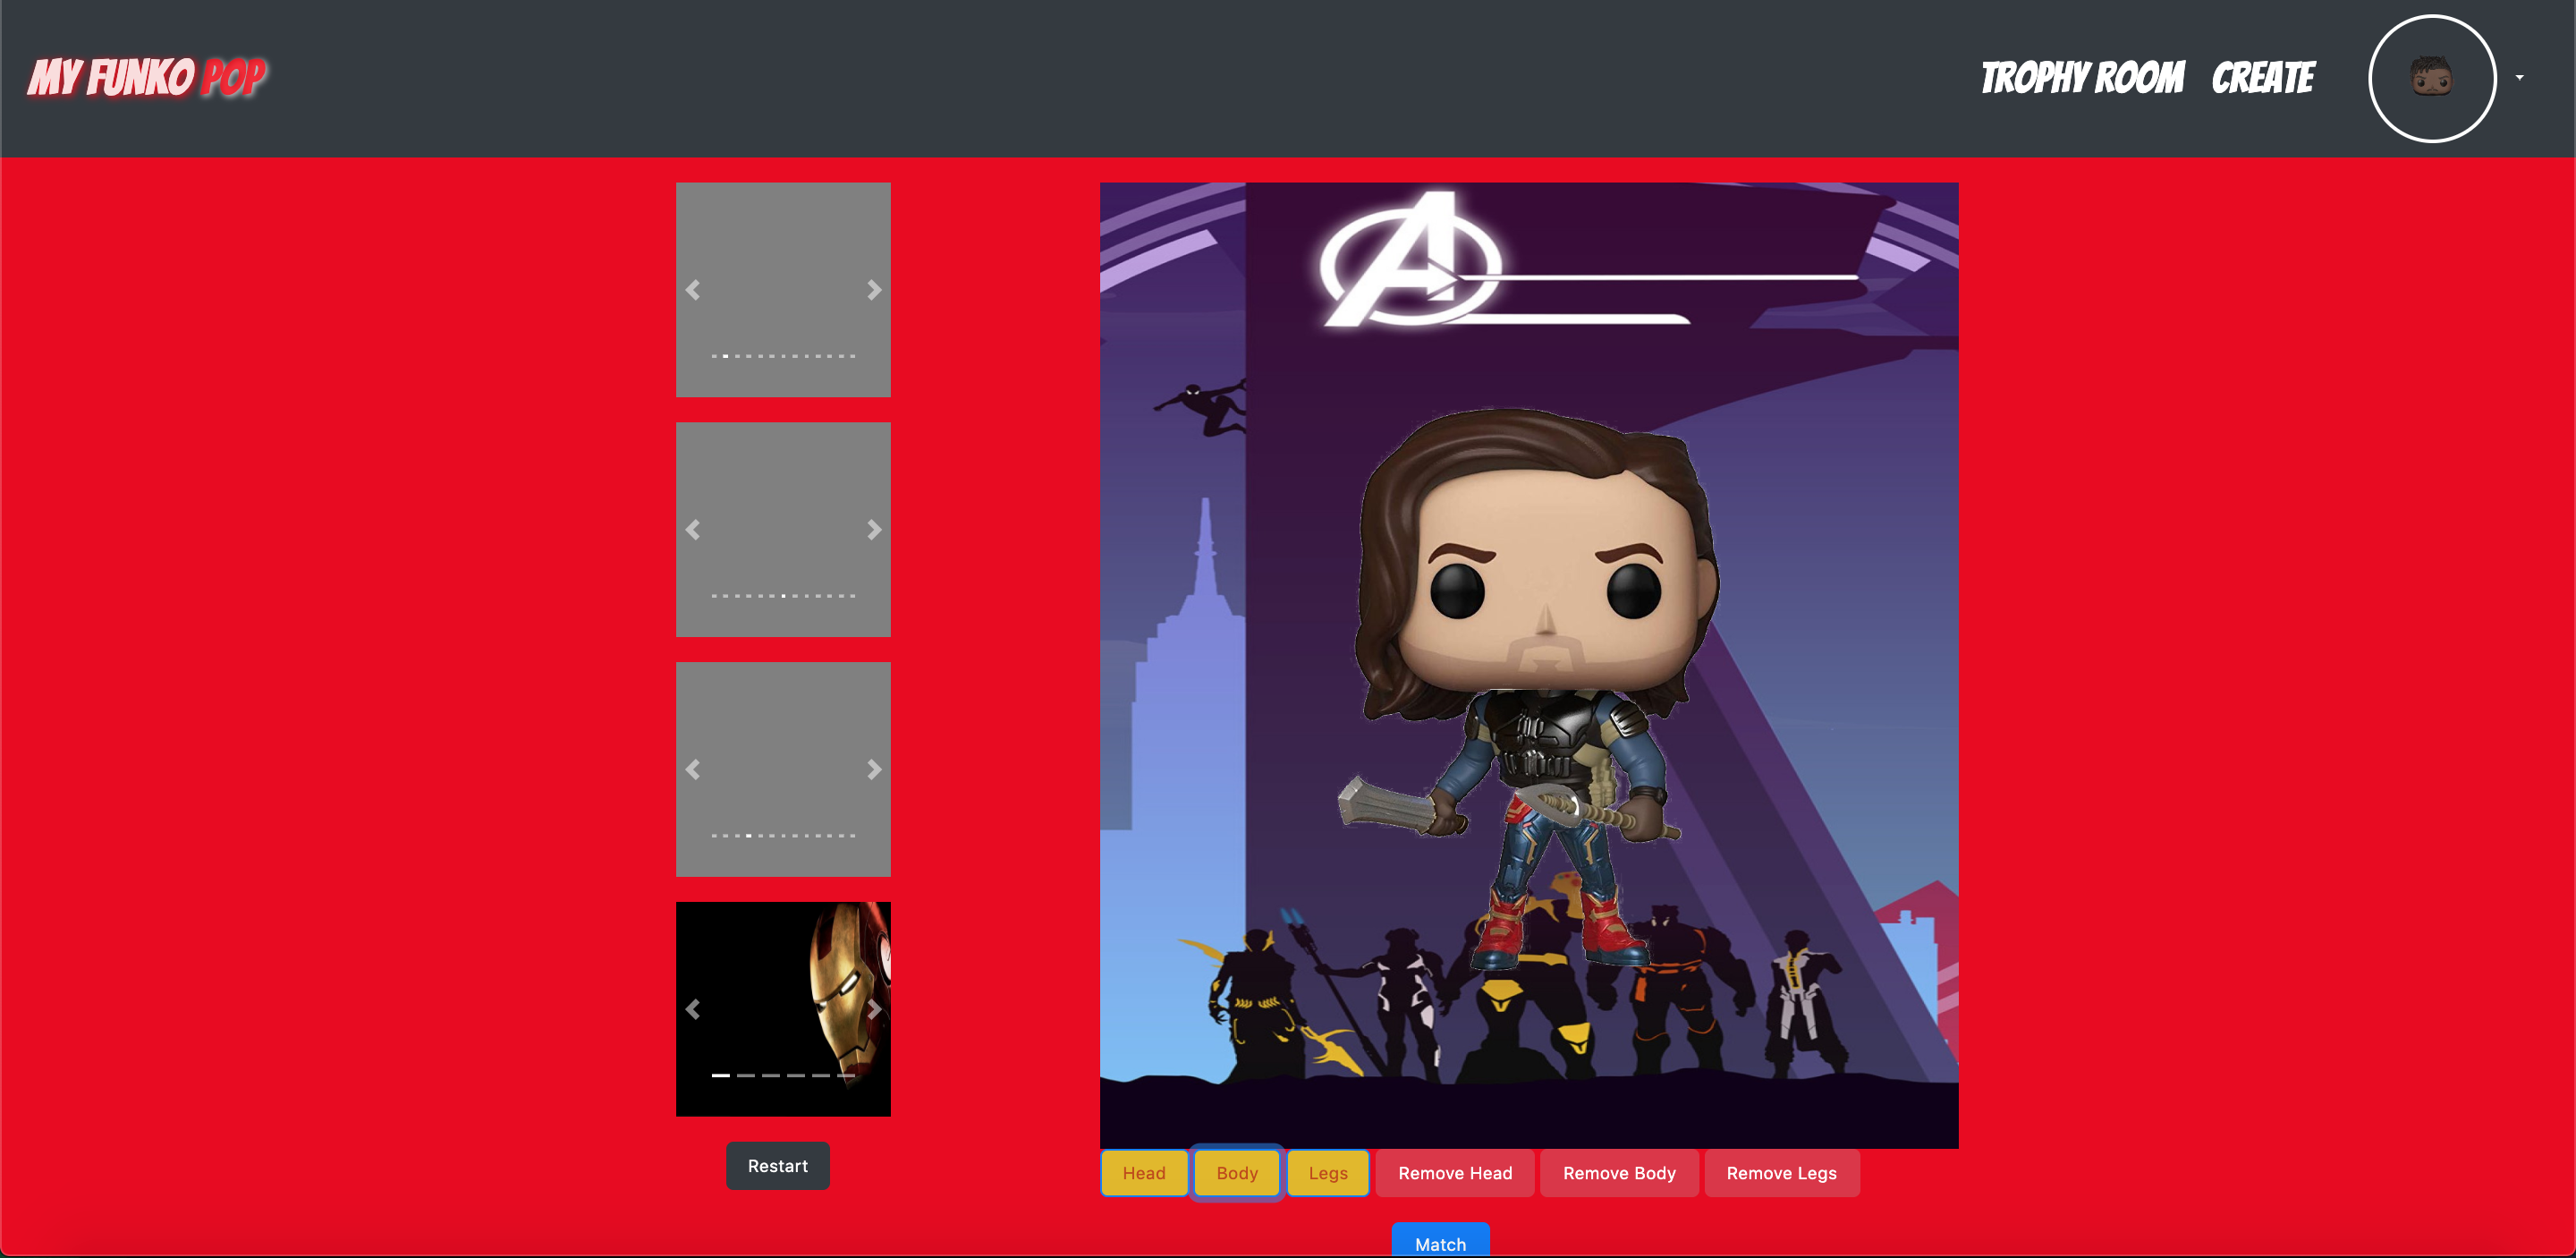 MY FUNKO POP
TROPHY ROOM CREATE
Restart
Head Body Legs Remove Head Remove Body Remove Legs
Match